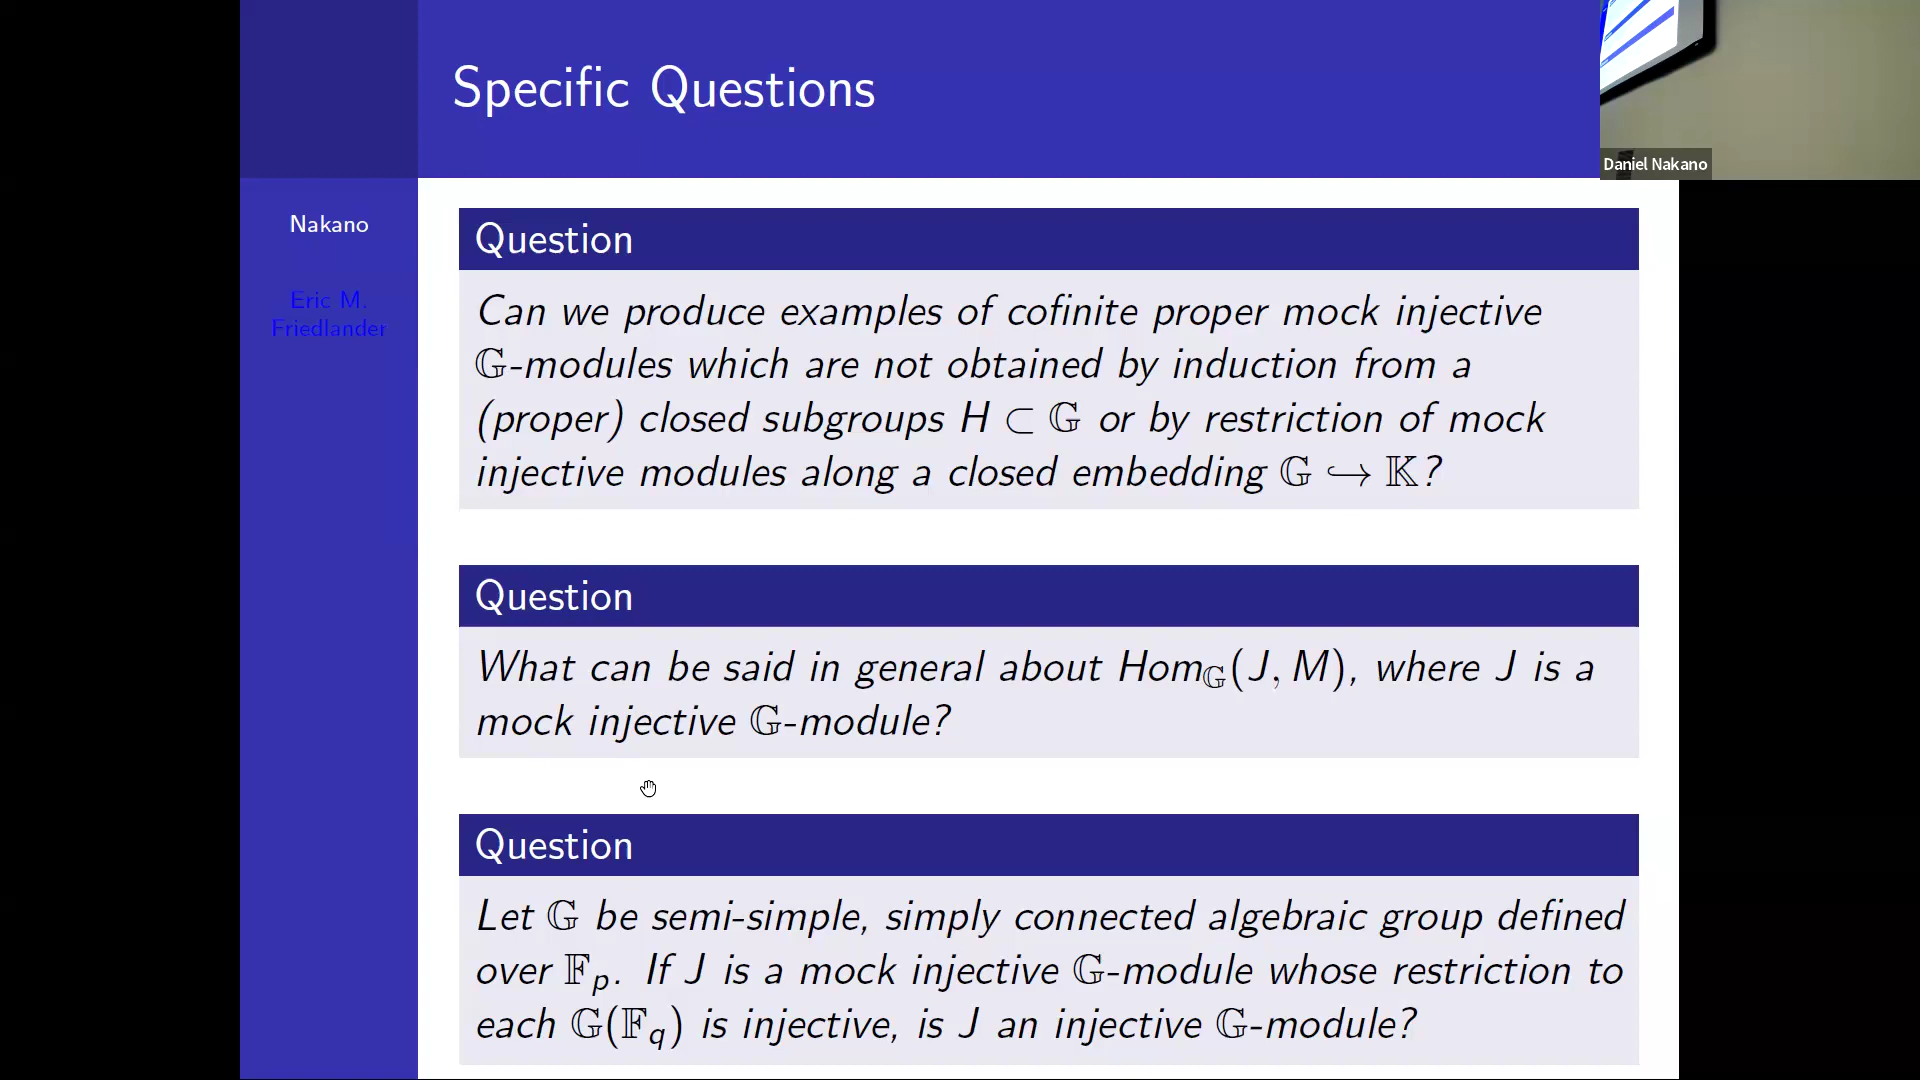 Specific Questions
Daniel Nakano
Nakano
Eric M.
Friedlander
Question
Can we produce examples of cofinite proper mock injective
𝔾-modules which are not obtained by induction from a
(proper) closed subgroups H ⊂ 𝔾 or by restriction of mock
injective modules along a closed embedding 𝔾 ↪ 𝕂?
Question
What can be said in general about Hom_𝔾(J, M), where J is a
mock injective 𝔾-module?
Question
Let 𝔾 be semi-simple, simply connected algebraic group defined
over 𝔽_p. If J is a mock injective 𝔾-module whose restriction to
each 𝔾(𝔽_q) is injective, is J an injective 𝔾-module?